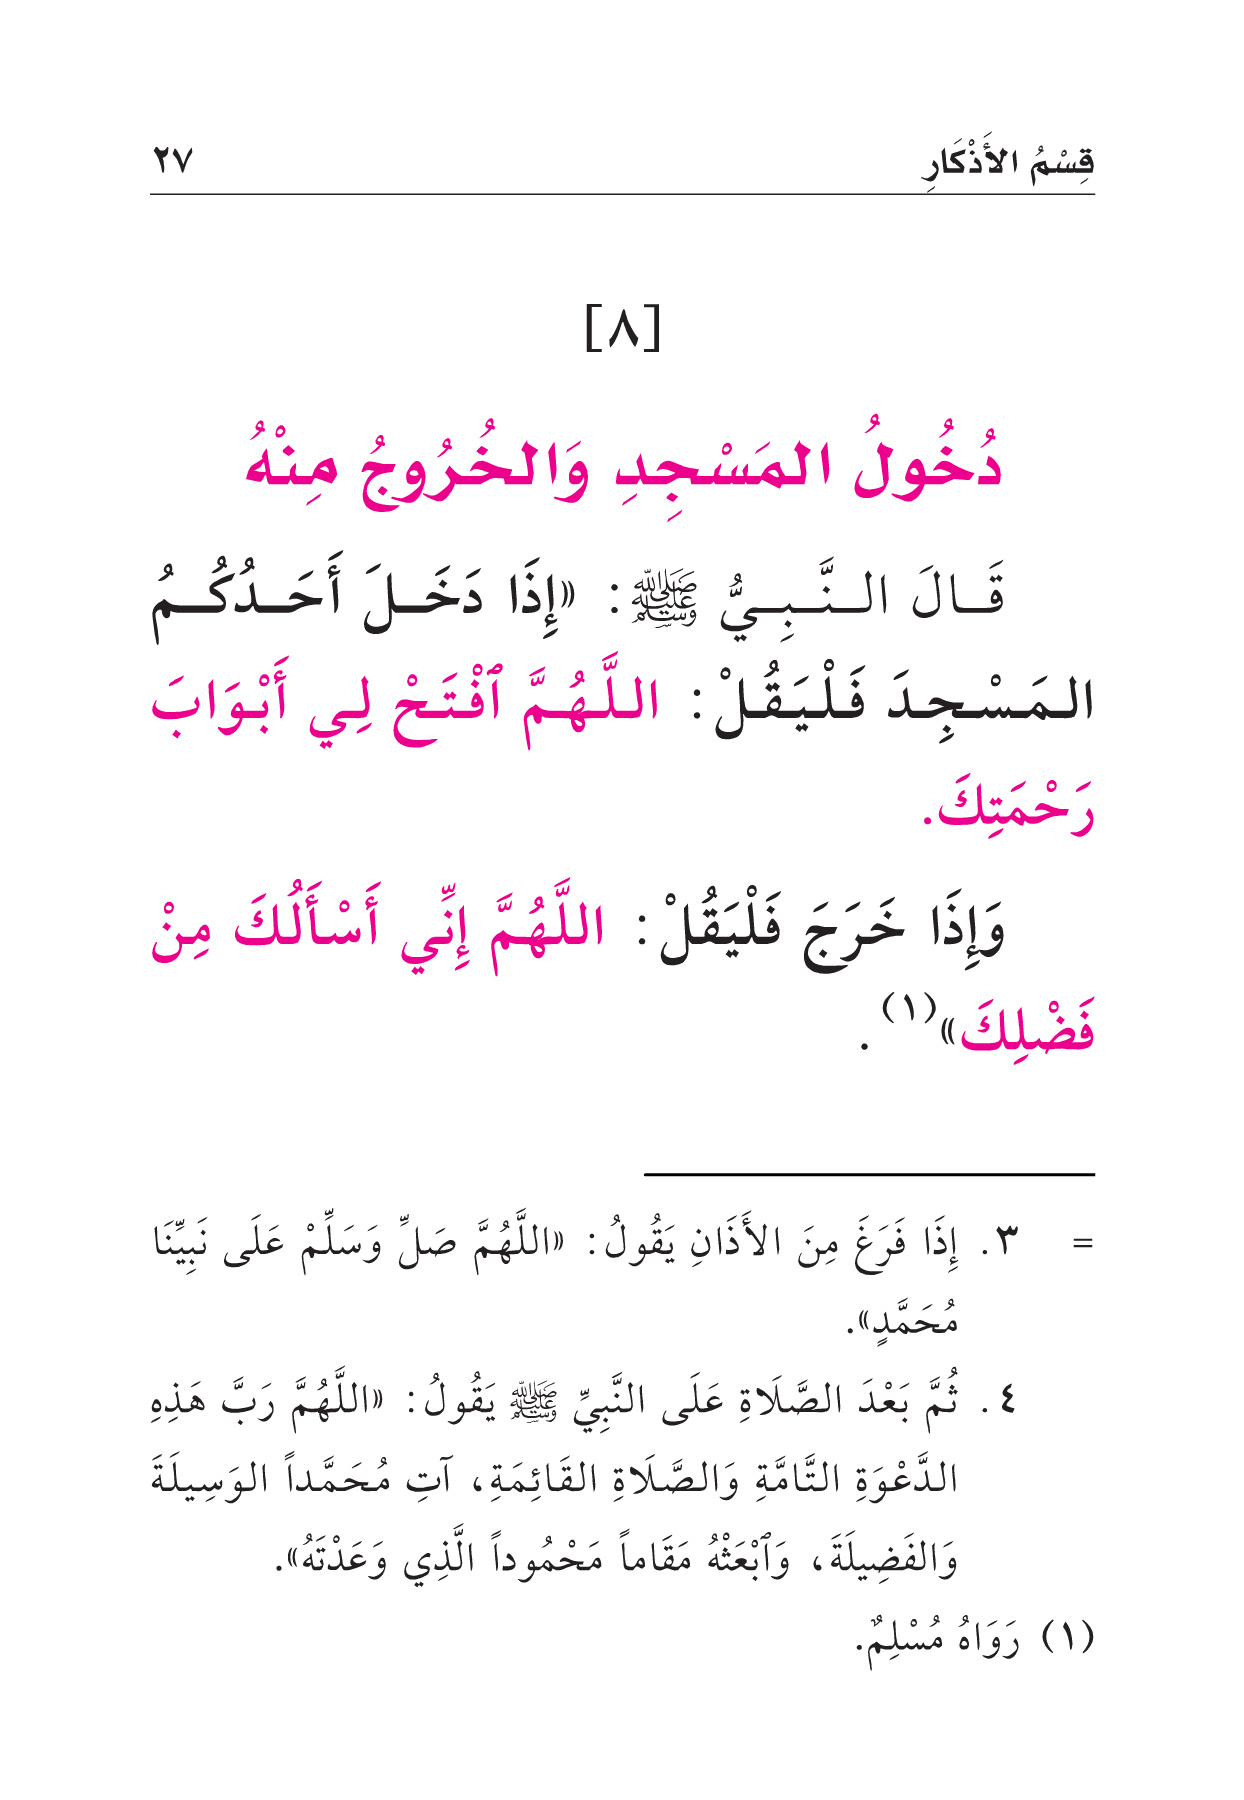 قِسْمُ الأَذْكَارِ ٢٧
[٨]
دُخُولُ المَسْجِدِ وَالخُرُوجُ مِنْهُ
قَالَ النَّبِيُّ ﷺ: «إِذَا دَخَلَ أَحَدُكُمُ
المَسْجِدَ فَلْيَقُلْ: اللَّهُمَّ ٱفْتَحْ لِي أَبْوَابَ
رَحْمَتِكَ.
وَإِذَا خَرَجَ فَلْيَقُلْ: اللَّهُمَّ إِنِّي أَسْأَلُكَ مِنْ
فَضْلِكَ»(١).
= ٣. إِذَا فَرَغَ مِنَ الأَذَانِ يَقُولُ: «اللَّهُمَّ صَلِّ وَسَلِّمْ عَلَى نَبِيِّنَا
مُحَمَّدٍ».
٤. ثُمَّ بَعْدَ الصَّلَاةِ عَلَى النَّبِيِّ ﷺ يَقُولُ: «اللَّهُمَّ رَبَّ هَذِهِ
الدَّعْوَةِ التَّامَّةِ وَالصَّلَاةِ القَائِمَةِ، آتِ مُحَمَّداً الوَسِيلَةَ
وَالفَضِيلَةَ، وَٱبْعَثْهُ مَقَاماً مَحْمُوداً الَّذِي وَعَدْتَهُ».
(١) رَوَاهُ مُسْلِمٌ.